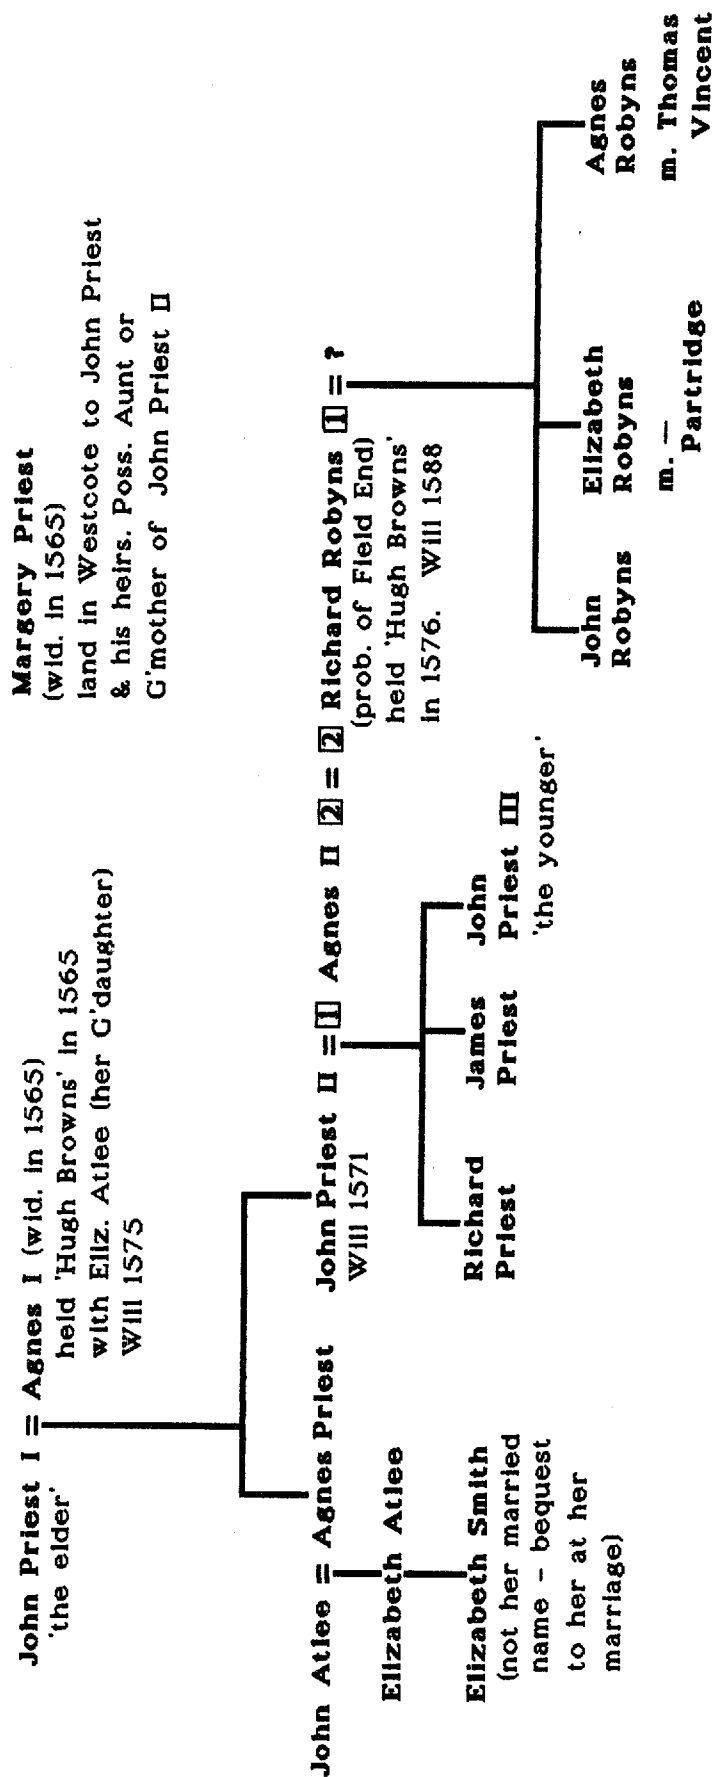 John Priest I = Agnes I (wid. in 1565)
'the elder'
held 'Hugh Browns' in 1565
with Eliz. Atlee (her G'daughter)
Will 1575
Margery Priest
(wid. in 1565)
land in Westcote to John Priest
& his heirs. Poss. Aunt or
G'mother of John Priest II
John Atlee = Agnes Priest
John Priest II = 1 Agnes II 2 = 2 Richard Robyns 1 = ?
Will 1571
(prob. of Field End)
held 'Hugh Browns'
in 1576. Will 1588
Elizabeth Atlee
Elizabeth Smith
(not her married
name - bequest
to her at her
marriage)
Richard
Priest
James
Priest
John
Priest III
'the younger'
John
Robyns
Elizabeth
Robyns
m. —
Partridge
Agnes
Robyns
m. Thomas
Vincent